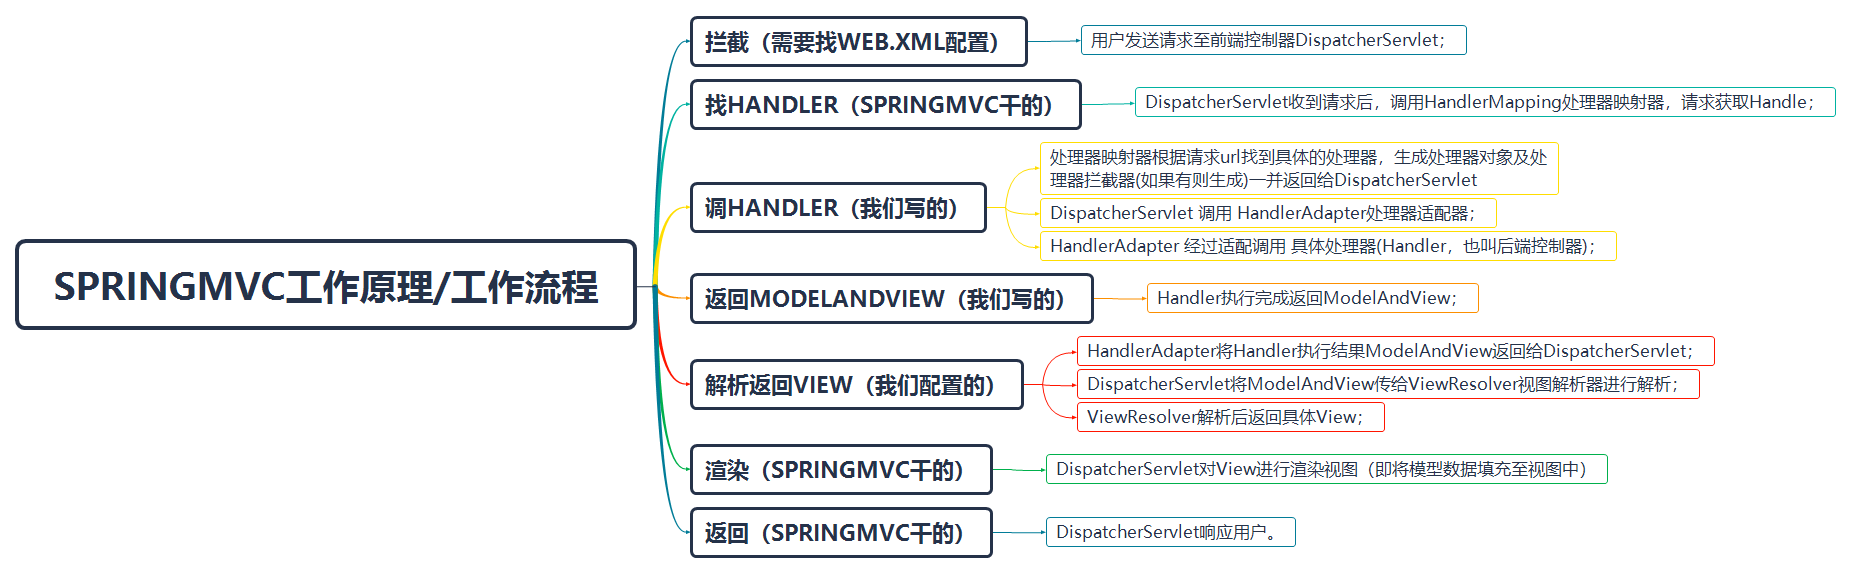 SPRINGMVC工作原理/工作流程
拦截（需要找WEB.XML配置）
用户发送请求至前端控制器DispatcherServlet；
找HANDLER（SPRINGMVC干的）
DispatcherServlet收到请求后，调用HandlerMapping处理器映射器，请求获取Handle；
调HANDLER（我们写的）
处理器映射器根据请求url找到具体的处理器，生成处理器对象及处
理器拦截器(如果有则生成)一并返回给DispatcherServlet
DispatcherServlet 调用 HandlerAdapter处理器适配器；
HandlerAdapter 经过适配调用 具体处理器(Handler，也叫后端控制器)；
返回MODELANDVIEW（我们写的）
Handler执行完成返回ModelAndView；
解析返回VIEW（我们配置的）
HandlerAdapter将Handler执行结果ModelAndView返回给DispatcherServlet；
DispatcherServlet将ModelAndView传给ViewResolver视图解析器进行解析；
ViewResolver解析后返回具体View；
渲染（SPRINGMVC干的）
DispatcherServlet对View进行渲染视图（即将模型数据填充至视图中）
返回（SPRINGMVC干的）
DispatcherServlet响应用户。